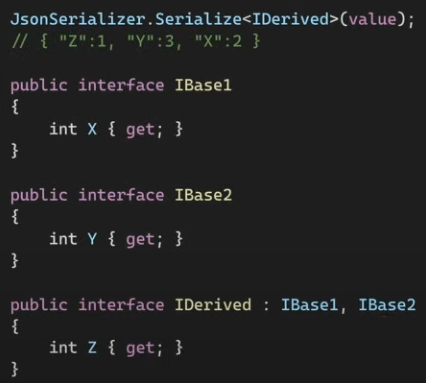 JsonSerializer.Serialize<IDerived>(value);
// { "Z":1, "Y":3, "X":2 }
public interface IBase1
{
int X { get; }
}
public interface IBase2
{
int Y { get; }
}
public interface IDerived : IBase1, IBase2
{
int Z { get; }
}